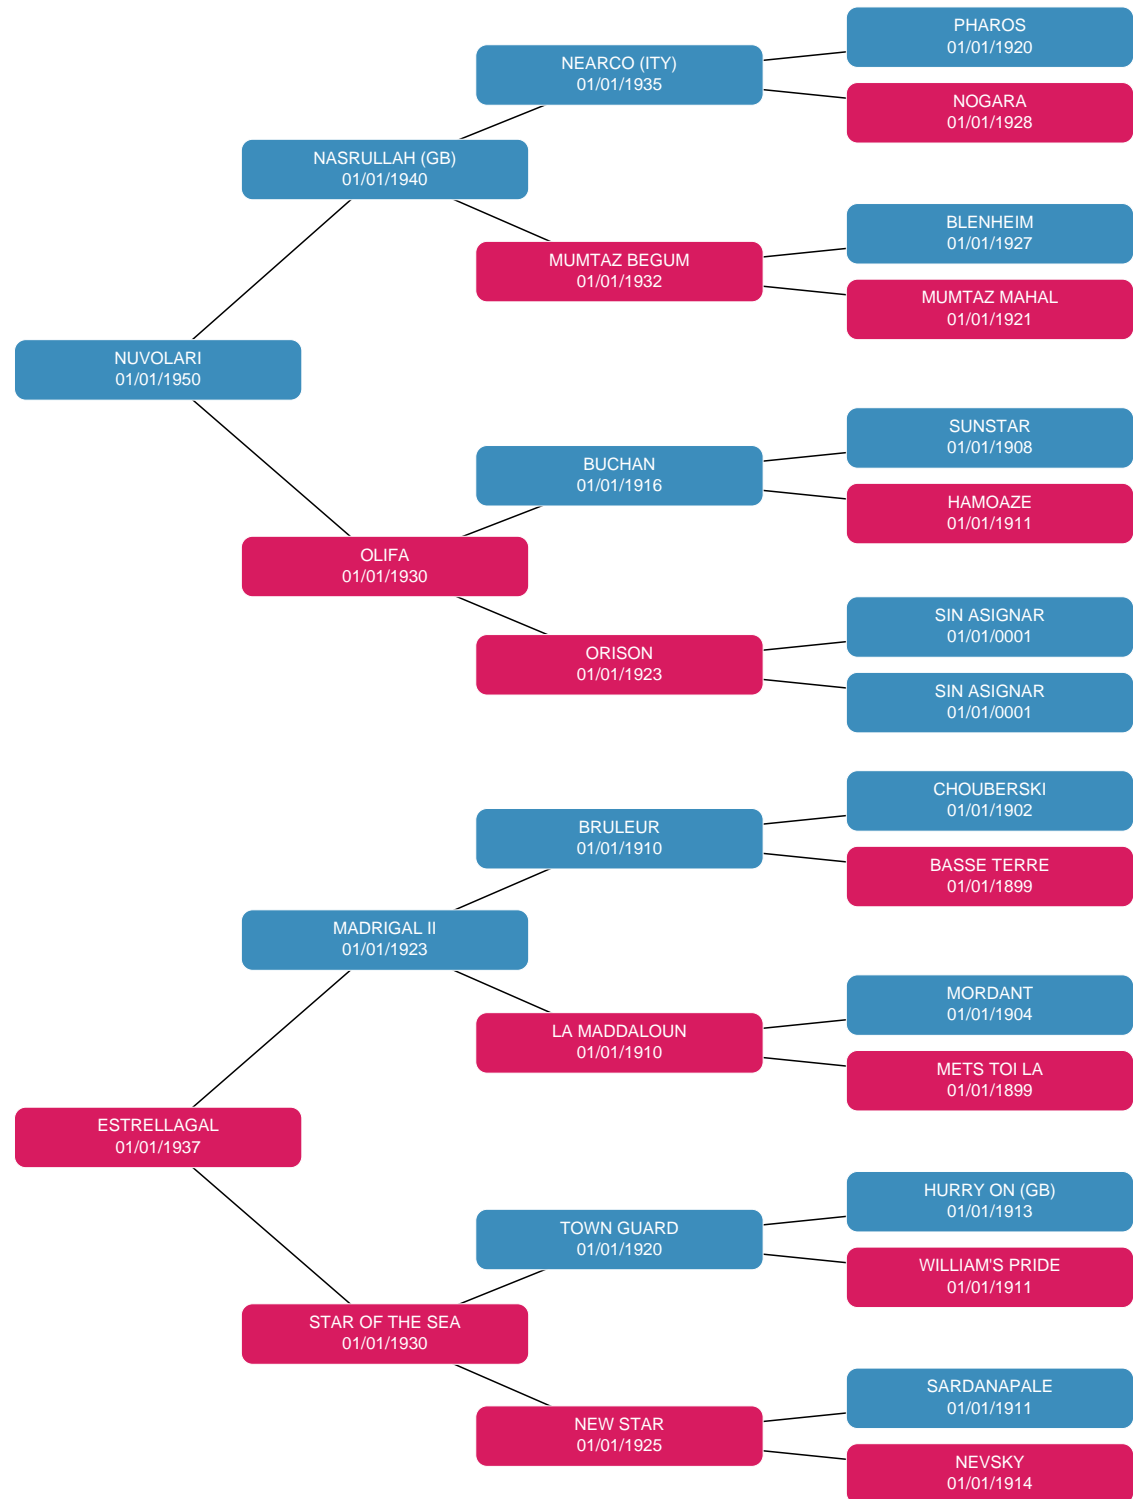 PHAROS
01/01/1920
NEARCO (ITY)
01/01/1935
NOGARA
01/01/1928
NASRULLAH (GB)
01/01/1940
BLENHEIM
01/01/1927
MUMTAZ BEGUM
01/01/1932
MUMTAZ MAHAL
01/01/1921
NUVOLARI
01/01/1950
SUNSTAR
01/01/1908
BUCHAN
01/01/1916
HAMOAZE
01/01/1911
OLIFA
01/01/1930
SIN ASIGNAR
01/01/0001
ORISON
01/01/1923
SIN ASIGNAR
01/01/0001
CHOUBERSKI
01/01/1902
BRULEUR
01/01/1910
BASSE TERRE
01/01/1899
MADRIGAL II
01/01/1923
MORDANT
01/01/1904
LA MADDALOUN
01/01/1910
METS TOI LA
01/01/1899
ESTRELLAGAL
01/01/1937
HURRY ON (GB)
01/01/1913
TOWN GUARD
01/01/1920
WILLIAM'S PRIDE
01/01/1911
STAR OF THE SEA
01/01/1930
SARDANAPALE
01/01/1911
NEW STAR
01/01/1925
NEVSKY
01/01/1914